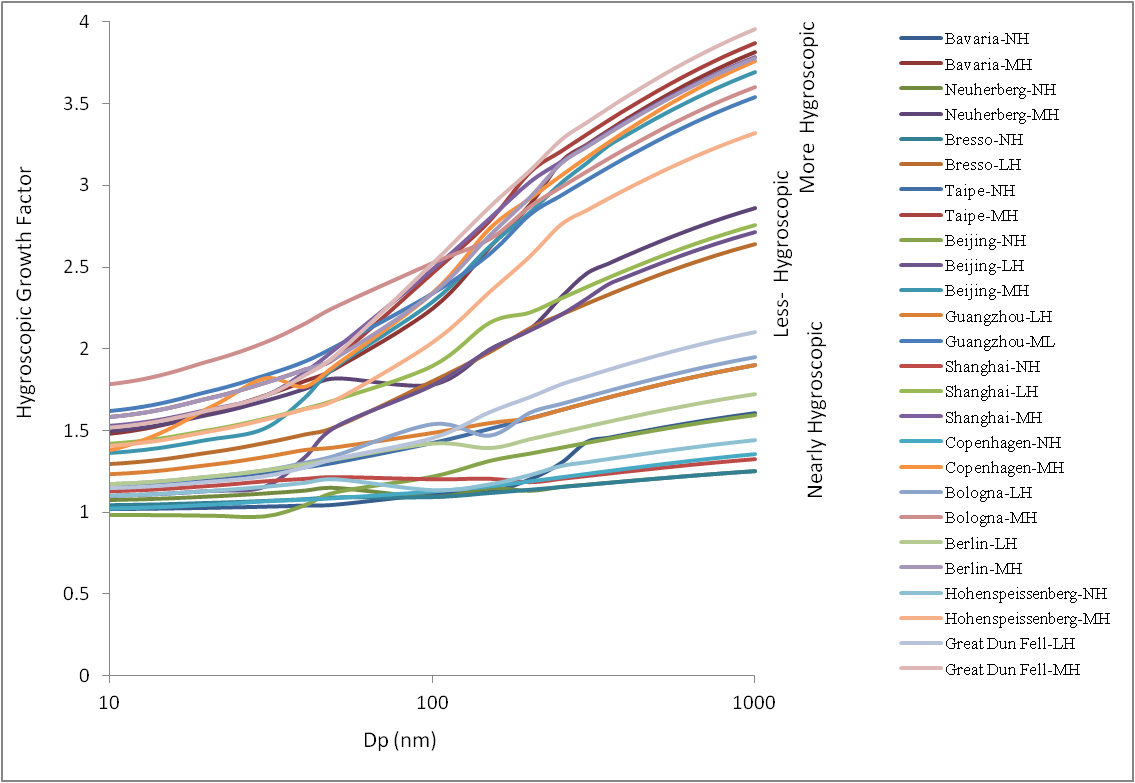 Hygroscopic Growth Factor
4
3.5
3
2.5
2
1.5
1
0.5
0
10
100
1000
Dp (nm)
More Hygroscopic
Less- Hygroscopic
Nearly Hygroscopic
Bavaria-NH
Bavaria-MH
Neuherberg-NH
Neuherberg-MH
Bresso-NH
Bresso-LH
Taipe-NH
Taipe-MH
Beijing-NH
Beijing-LH
Beijing-MH
Guangzhou-LH
Guangzhou-ML
Shanghai-NH
Shanghai-LH
Shanghai-MH
Copenhagen-NH
Copenhagen-MH
Bologna-LH
Bologna-MH
Berlin-LH
Berlin-MH
Hohenspeissenberg-NH
Hohenspeissenberg-MH
Great Dun Fell-LH
Great Dun Fell-MH